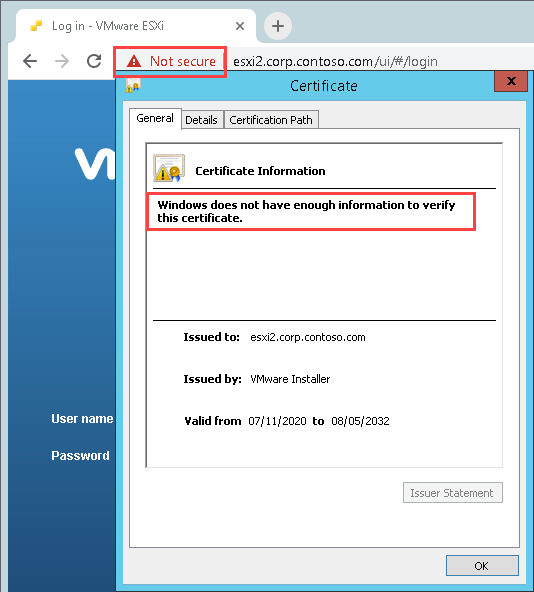 Log in - VMware ESXi
Not secure
esxi2.corp.contoso.com/ui/#/login
Certificate
General
Details
Certification Path
Certificate Information
Windows does not have enough information to verify
this certificate.
Issued to: esxi2.corp.contoso.com
Issued by: VMware Installer
Valid from 07/11/2020 to 08/05/2032
User name
Password
Issuer Statement
OK